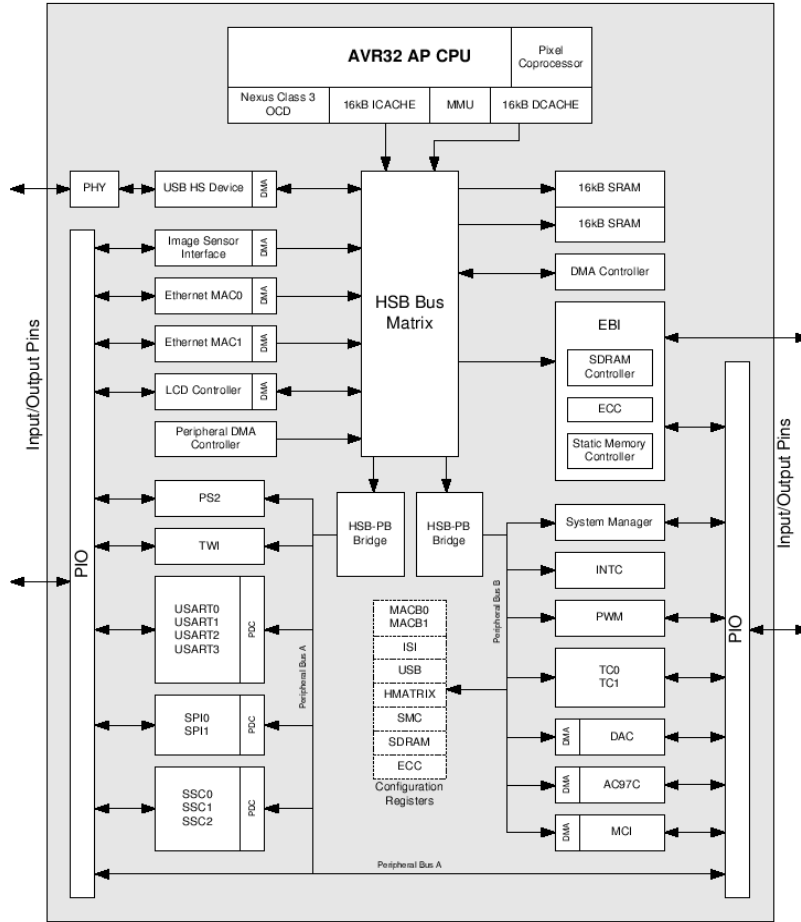 AVR32 AP CPU
Pixel
Coprocessor
Nexus Class 3
OCD
16kB ICACHE
MMU
16kB DCACHE
PHY
USB HS Device
DMA
Image Sensor
Interface
DMA
Ethernet MAC0
DMA
Ethernet MAC1
DMA
LCD Controller
DMA
Peripheral DMA
Controller
HSB Bus
Matrix
16kB SRAM
16kB SRAM
DMA Controller
EBI
SDRAM
Controller
ECC
Static Memory
Controller
Input/Output Pins
Input/Output Pins
PIO
PIO
PS2
TWI
USART0
USART1
USART2
USART3
PDC
SPI0
SPI1
PDC
SSC0
SSC1
SSC2
PDC
HSB-PB
Bridge
HSB-PB
Bridge
Peripheral Bus A
Peripheral Bus B
MACB0
MACB1
ISI
USB
HMATRIX
SMC
SDRAM
ECC
Configuration
Registers
System Manager
INTC
PWM
TC0
TC1
DMA
DAC
DMA
AC97C
DMA
MCI
Peripheral Bus A